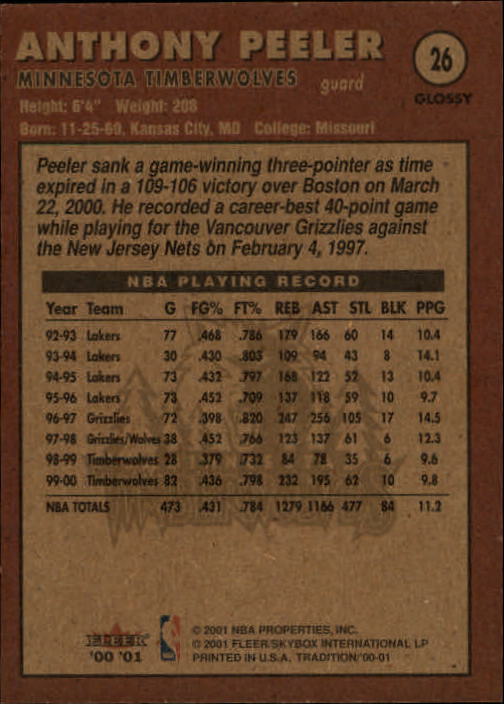 ANTHONY PEELER
26
MINNESOTA TIMBERWOLVES guard
GLOSSY
Height: 6'4" Weight: 208
Born: 11-25-69, Kansas City, MO College: Missouri
Peeler sank a game-winning three-pointer as time
expired in a 109-106 victory over Boston on March
22, 2000. He recorded a career-best 40-point game
while playing for the Vancouver Grizzlies against
the New Jersey Nets on February 4, 1997.
NBA PLAYING RECORD
Year Team G FG% FT% REB AST STL BLK PPG
92-93 Lakers 77 .468 .786 179 166 60 14 10.4
93-94 Lakers 30 .430 .803 109 94 43 8 14.1
94-95 Lakers 73 .432 .797 168 122 52 13 10.4
95-96 Lakers 73 .452 .709 137 118 59 10 9.7
96-97 Grizzlies 72 .398 .820 247 256 105 17 14.5
97-98 Grizzlies/Wolves 38 .452 .766 123 137 61 6 12.3
98-99 Timberwolves 28 .379 .732 84 78 35 6 9.6
99-00 Timberwolves 82 .436 .798 232 195 62 10 9.8
NBA TOTALS 473 .431 .784 1279 1166 477 84 11.2
FLEER
'00 '01
© 2001 NBA PROPERTIES, INC.
© 2001 FLEER/SKYBOX INTERNATIONAL LP
PRINTED IN U.S.A. TRADITION/'00-01